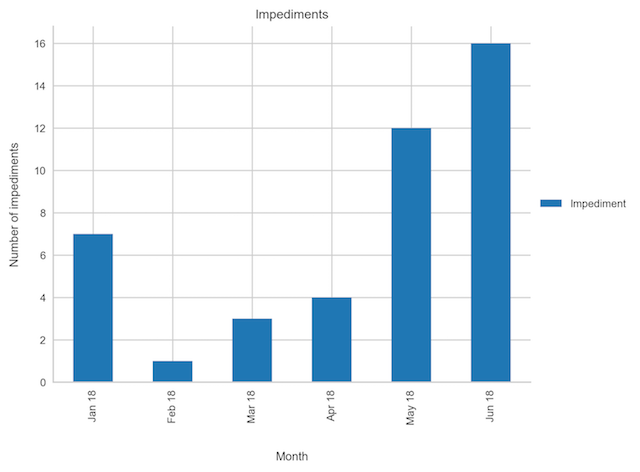 Impediments
Number of impediments
16
14
12
10
8
6
4
2
0
Jan 18
Feb 18
Mar 18
Apr 18
May 18
Jun 18
Month
Impediment